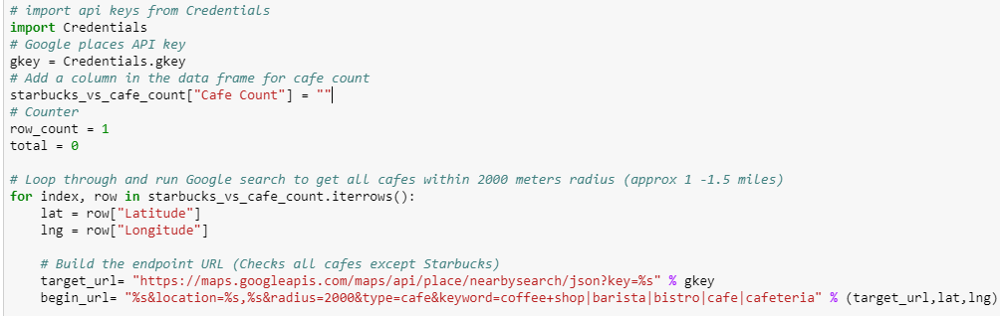 # import api keys from Credentials
import Credentials
# Google places API key
gkey = Credentials.gkey
# Add a column in the data frame for cafe count
starbucks_vs_cafe_count["Cafe Count"] = ""
# Counter
row_count = 1
total = 0
# Loop through and run Google search to get all cafes within 2000 meters radius (approx 1 -1.5 miles)
for index, row in starbucks_vs_cafe_count.iterrows():
    lat = row["Latitude"]
    lng = row["Longitude"]
    # Build the endpoint URL (Checks all cafes except Starbucks)
    target_url= "https://maps.googleapis.com/maps/api/place/nearbysearch/json?key=%s" % gkey
    begin_url= "%s&location=%s,%s&radius=2000&type=cafe&keyword=coffee+shop|barista|bistro|cafe|cafeteria" % (target_url,lat,lng)